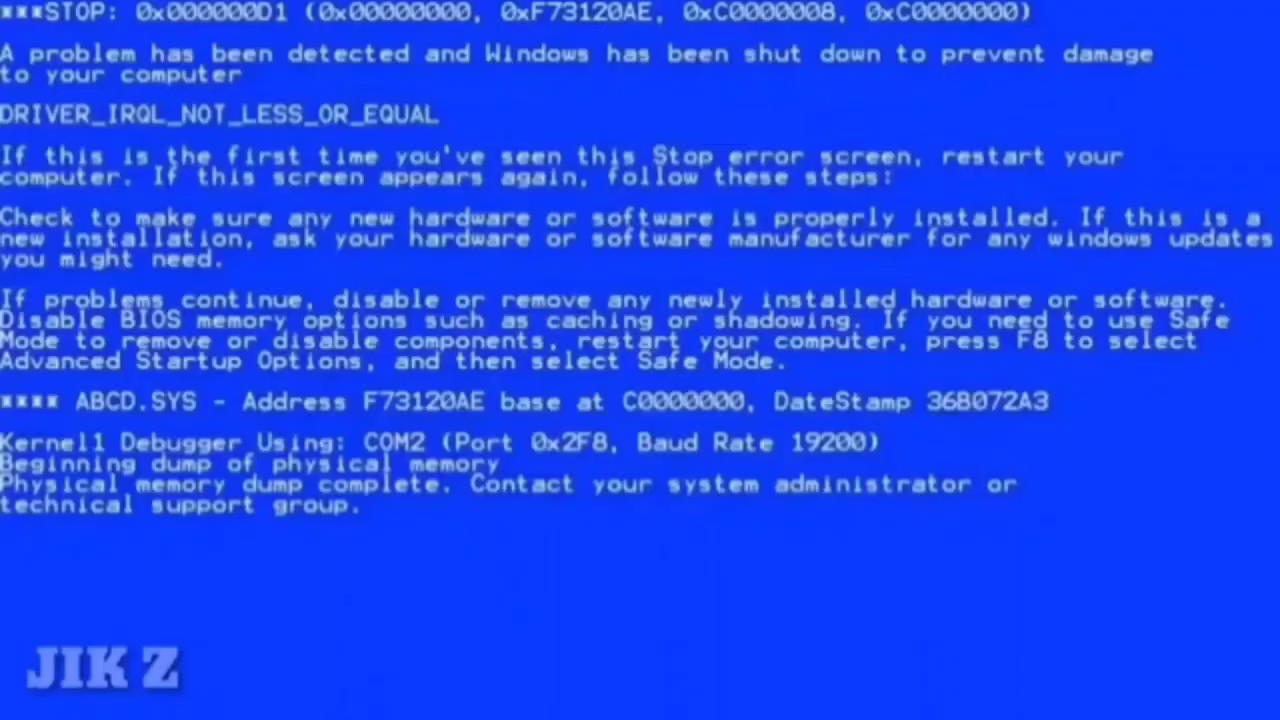 ***STOP: 0x000000D1 (0x00000000, 0xF73120AE, 0xC0000008, 0xC0000000)
A problem has been detected and Windows has been shut down to prevent damage
to your computer
DRIVER_IRQL_NOT_LESS_OR_EQUAL
If this is the first time you've seen this Stop error screen, restart your
computer. If this screen appears again, follow these steps:
Check to make sure any new hardware or software is properly installed. If this is a
new installation, ask your hardware or software manufacturer for any windows updates
you might need.
If problems continue, disable or remove any newly installed hardware or software.
Disable BIOS memory options such as caching or shadowing. If you need to use Safe
Mode to remove or disable components, restart your computer, press F8 to select
Advanced Startup Options, and then select Safe Mode.
**** ABCD.SYS - Address F73120AE base at C0000000, DateStamp 36B072A3
Kernel1 Debugger Using: COM2 (Port 0x2F8, Baud Rate 19200)
Beginning dump of physical memory
Physical memory dump complete. Contact your system administrator or
technical support group.
JIK Z